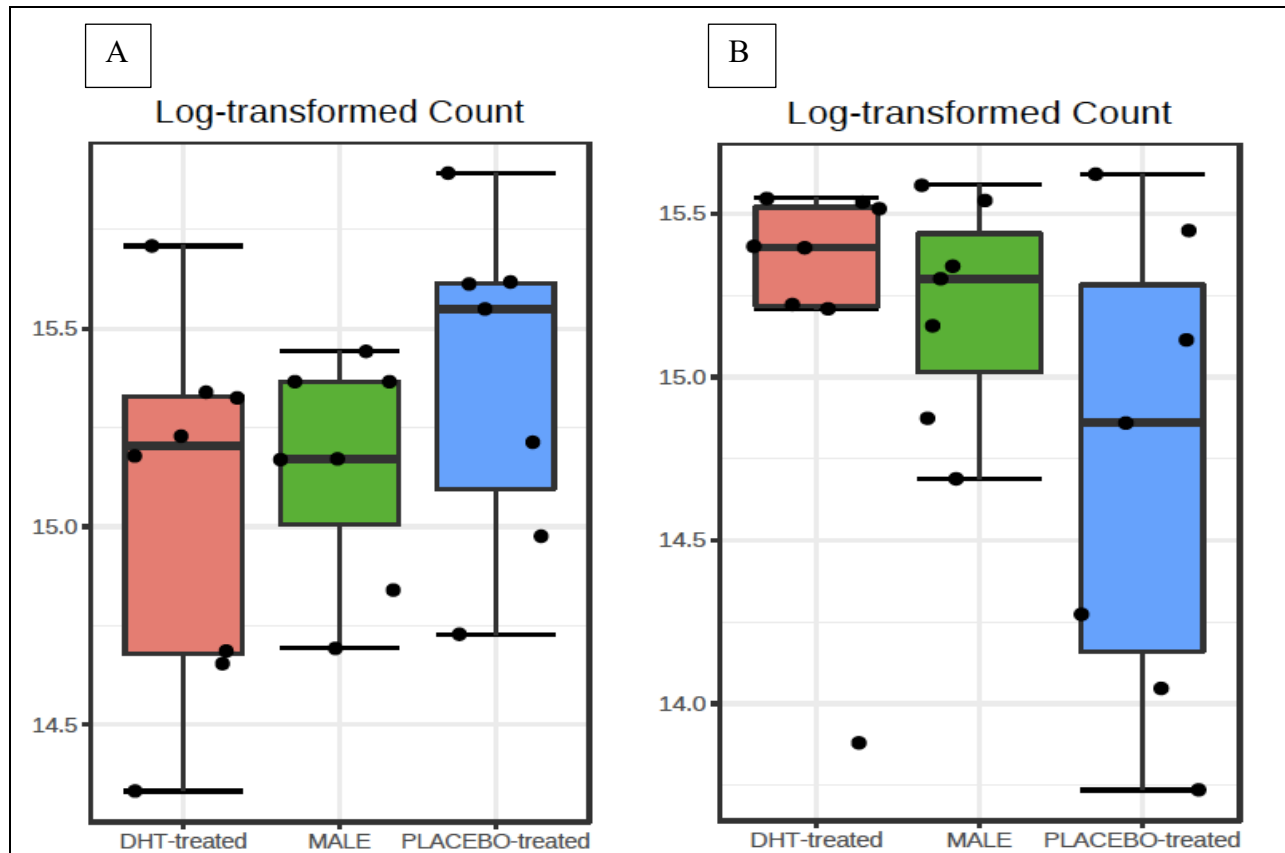 A
Log-transformed Count
15.5
15.0
14.5
DHT-treated MALE PLACEBO-treated
B
Log-transformed Count
15.5
15.0
14.5
14.0
DHT-treated MALE PLACEBO-treated